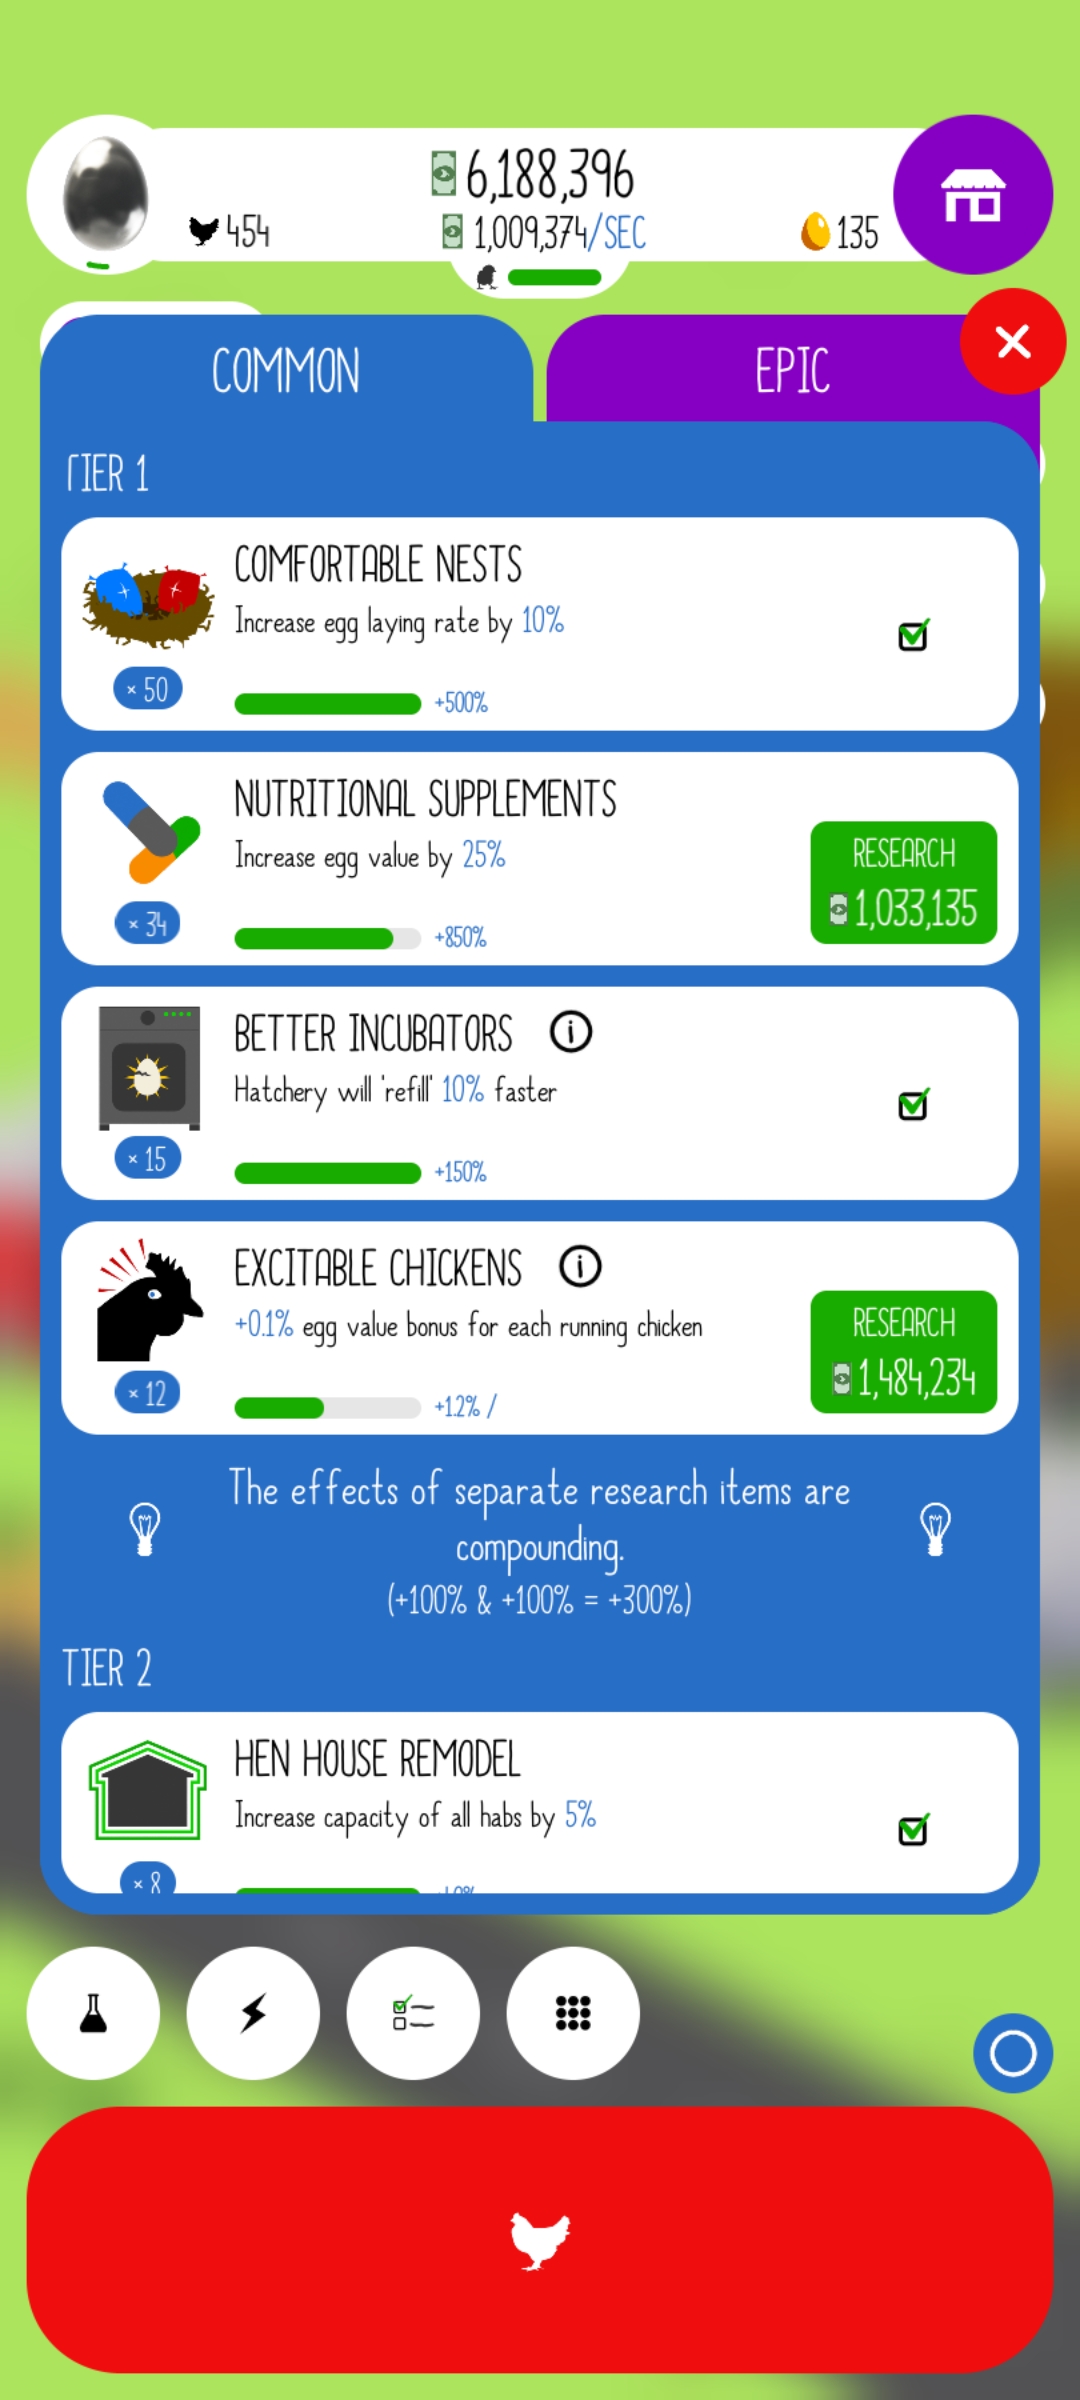 6,188,396
454
1,009,374/SEC
135
COMMON
EPIC
TIER 1
COMFORTABLE NESTS
Increase egg laying rate by 10%
× 50
+500%
NUTRITIONAL SUPPLEMENTS
Increase egg value by 25%
RESEARCH
1,033,135
× 34
+850%
BETTER INCUBATORS
Hatchery will 'refill' 10% faster
× 15
+150%
EXCITABLE CHICKENS
+0.1% egg value bonus for each running chicken
RESEARCH
1,484,234
× 12
+1.2% /
The effects of separate research items are
compounding.
(+100% & +100% = +300%)
TIER 2
HEN HOUSE REMODEL
Increase capacity of all habs by 5%
× 8